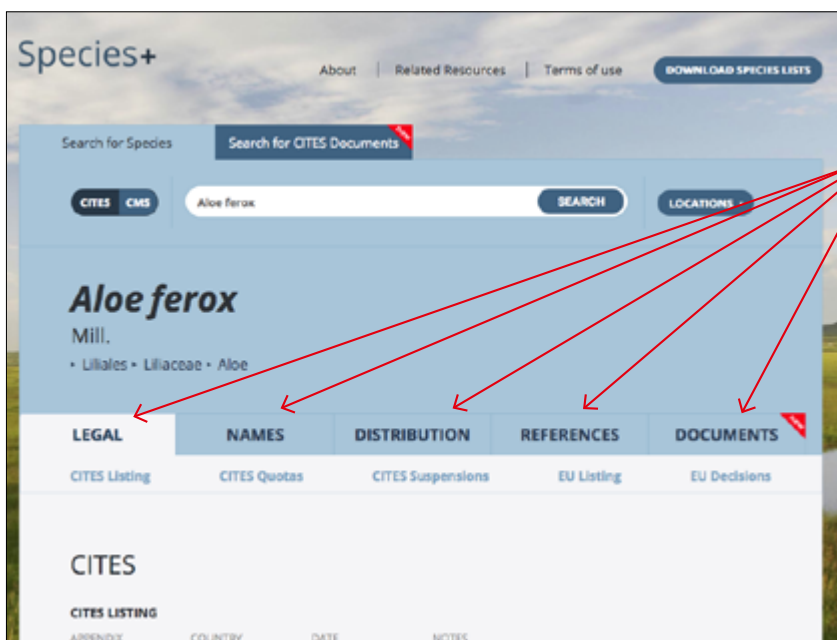 Species+
About | Related Resources | Terms of use
DOWNLOAD SPECIES LISTS
Search for Species
Search for CITES Documents
New
CITES CMS
Aloe ferox
SEARCH
LOCATIONS
Aloe ferox
Mill.
• Liliales • Liliaceae • Aloe
LEGAL NAMES DISTRIBUTION REFERENCES DOCUMENTS
New
CITES Listing CITES Quotas CITES Suspensions EU Listing EU Decisions
CITES
CITES LISTING
APPENDIX COUNTRY DATE NOTES